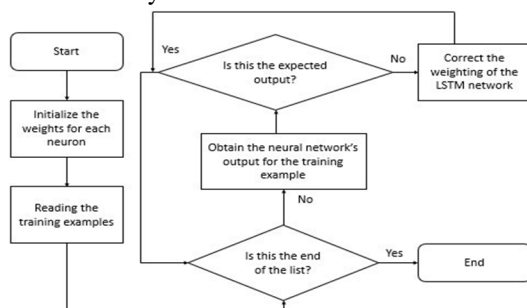 Start
Initialize the
weights for each
neuron
Reading the
training examples
Yes
Is this the expected
output?
No
Correct the
weighting of the
LSTM network
Obtain the neural network's
output for the training
example
No
Is this the end
of the list?
Yes
End